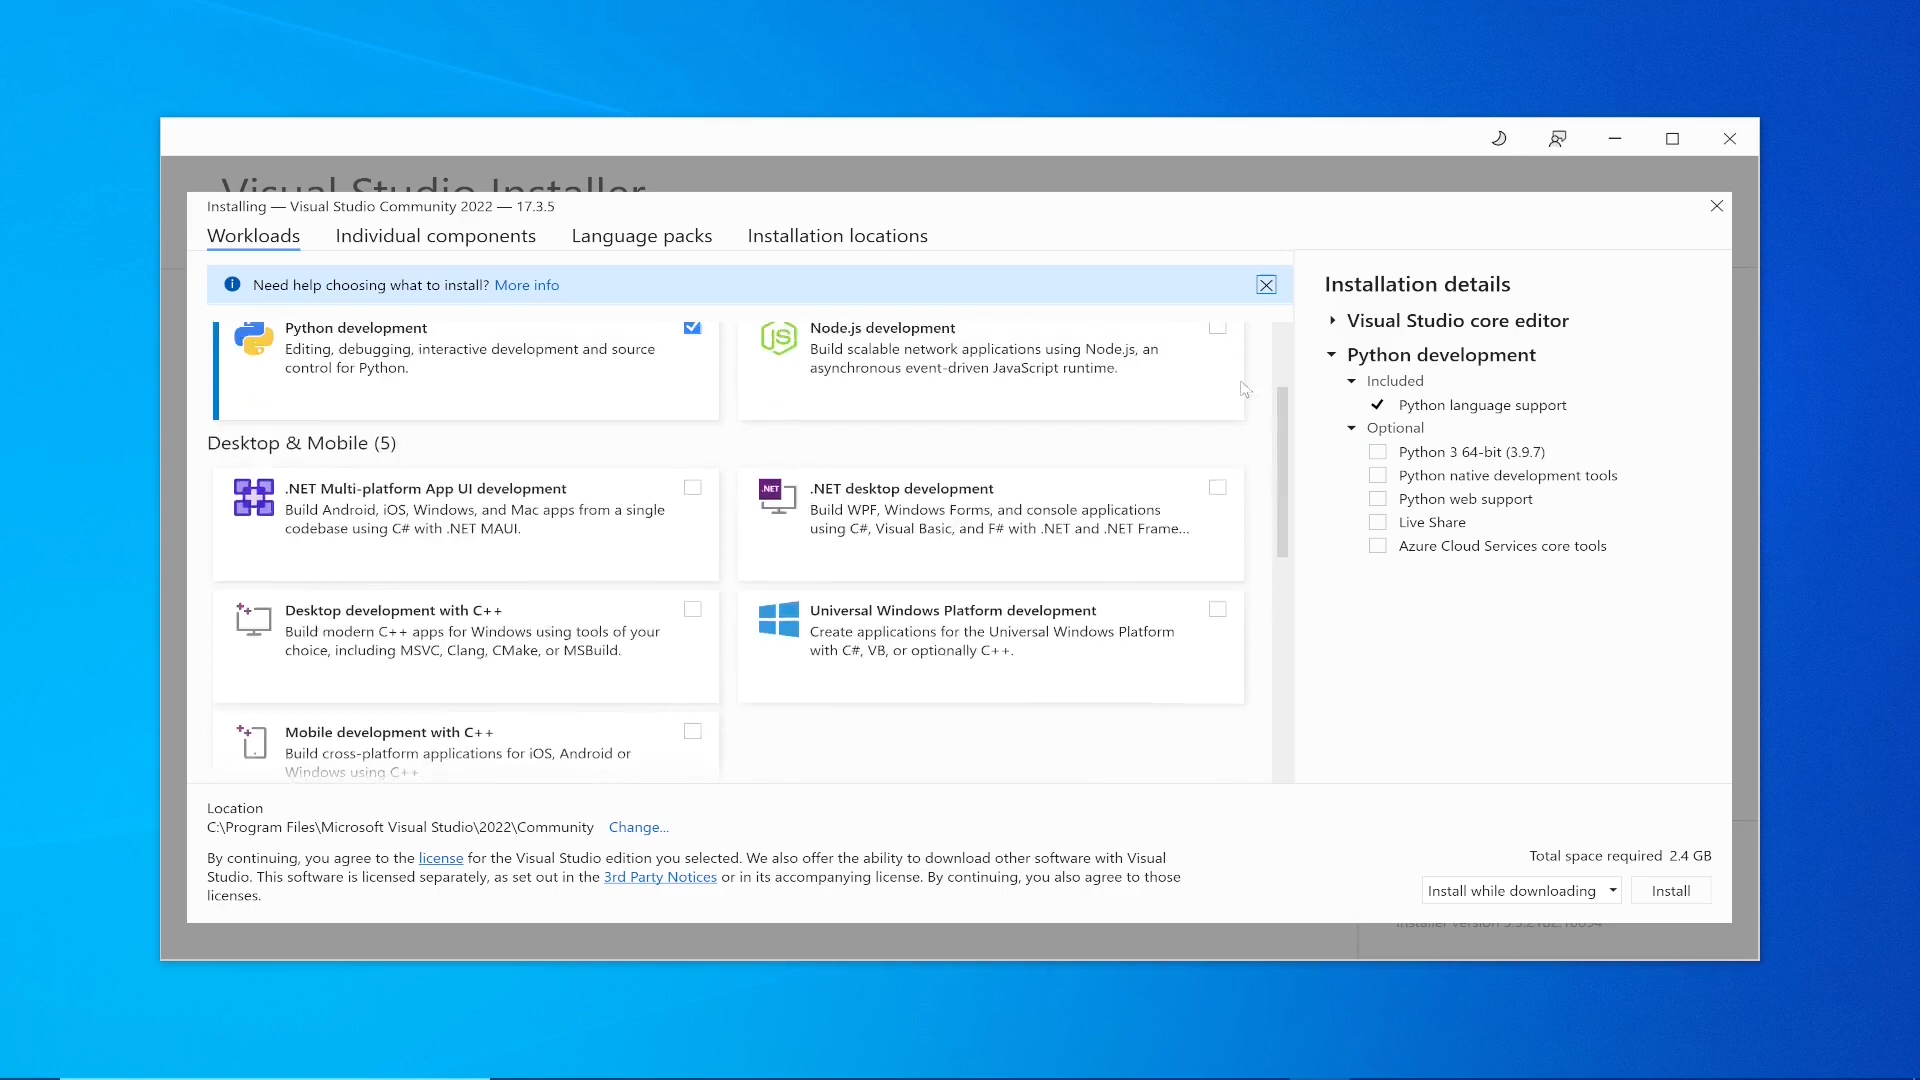 Visual Studio Installer
Installing — Visual Studio Community 2022 — 17.3.5
Workloads
Individual components
Language packs
Installation locations
Need help choosing what to install? More info
Python development
Editing, debugging, interactive development and source
control for Python.
Node.js development
Build scalable network applications using Node.js, an
asynchronous event-driven JavaScript runtime.
Desktop & Mobile (5)
.NET Multi-platform App UI development
Build Android, iOS, Windows, and Mac apps from a single
codebase using C# with .NET MAUI.
.NET
.NET desktop development
Build WPF, Windows Forms, and console applications
using C#, Visual Basic, and F# with .NET and .NET Frame...
Desktop development with C++
Build modern C++ apps for Windows using tools of your
choice, including MSVC, Clang, CMake, or MSBuild.
Universal Windows Platform development
Create applications for the Universal Windows Platform
with C#, VB, or optionally C++.
Mobile development with C++
Build cross-platform applications for iOS, Android or
Windows using C++.
Installation details
Visual Studio core editor
Python development
Included
Python language support
Optional
Python 3 64-bit (3.9.7)
Python native development tools
Python web support
Live Share
Azure Cloud Services core tools
Location
C:\Program Files\Microsoft Visual Studio\2022\Community Change...
By continuing, you agree to the license for the Visual Studio edition you selected. We also offer the ability to download other software with Visual
Studio. This software is licensed separately, as set out in the 3rd Party Notices or in its accompanying license. By continuing, you also agree to those
licenses.
Total space required 2.4 GB
Install while downloading
Install
Installer version